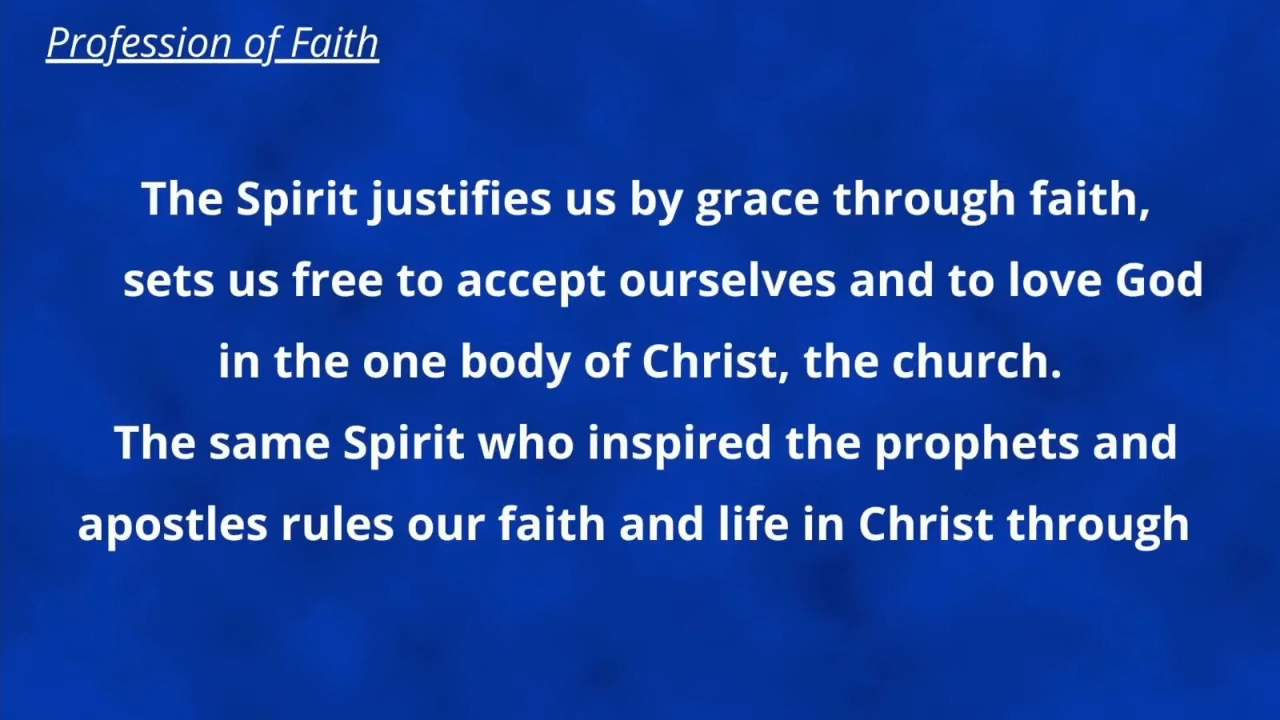 Profession of Faith
The Spirit justifies us by grace through faith,
sets us free to accept ourselves and to love God
in the one body of Christ, the church.
The same Spirit who inspired the prophets and
apostles rules our faith and life in Christ through